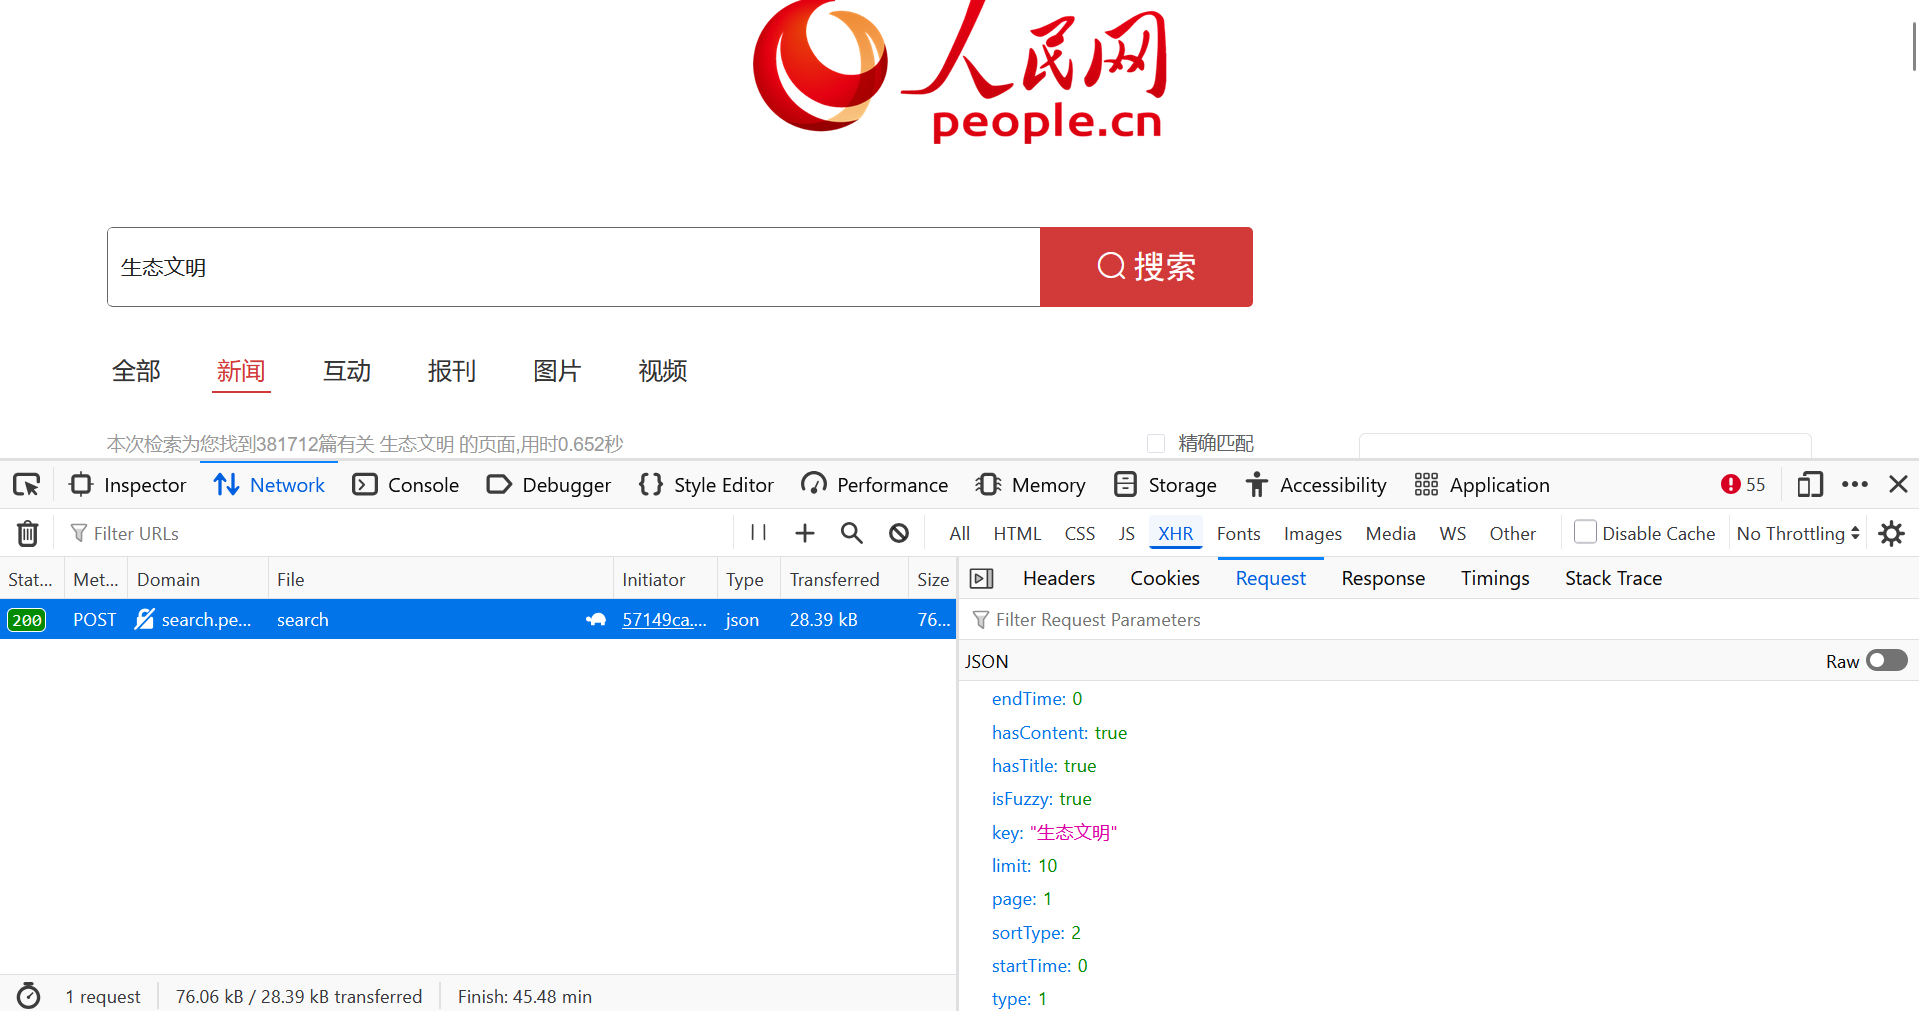 人民网
people.cn
生态文明
搜索
全部 新闻 互动 报刊 图片 视频
本次检索为您找到381712篇有关 生态文明 的页面,用时0.652秒
精确匹配
Inspector Network Console Debugger Style Editor Performance Memory Storage Accessibility Application 55
Filter URLs All HTML CSS JS XHR Fonts Images Media WS Other Disable Cache No Throttling
Stat... Met... Domain File Initiator Type Transferred Size
200 POST search.pe... search 57149ca.... json 28.39 kB 76...
Headers Cookies Request Response Timings Stack Trace
Filter Request Parameters
JSON Raw
endTime: 0
hasContent: true
hasTitle: true
isFuzzy: true
key: "生态文明"
limit: 10
page: 1
sortType: 2
startTime: 0
type: 1
1 request 76.06 kB / 28.39 kB transferred Finish: 45.48 min